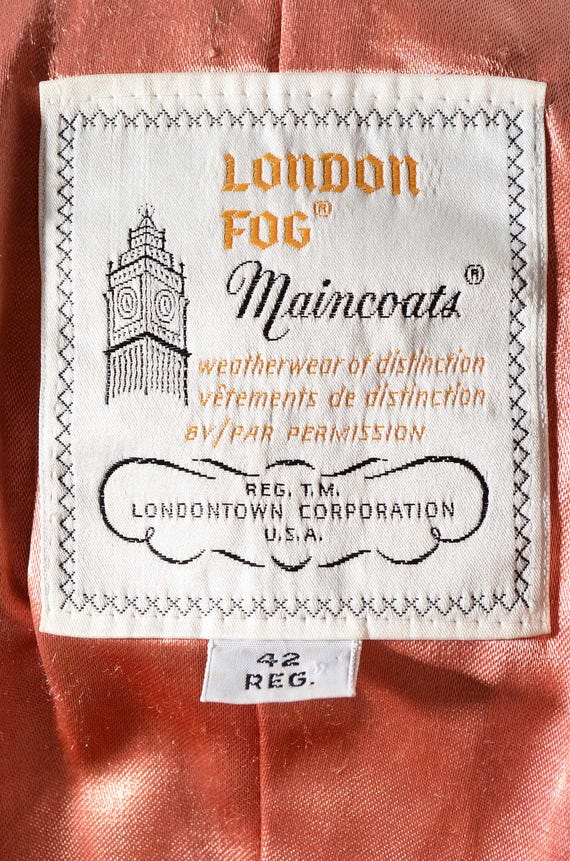 LONDON
FOG®
Maincoats®
weatherwear of distinction
vêtements de distinction
BY/PAR PERMISSION
REG. T.M.
LONDONTOWN CORPORATION
U.S.A.
42
REG.